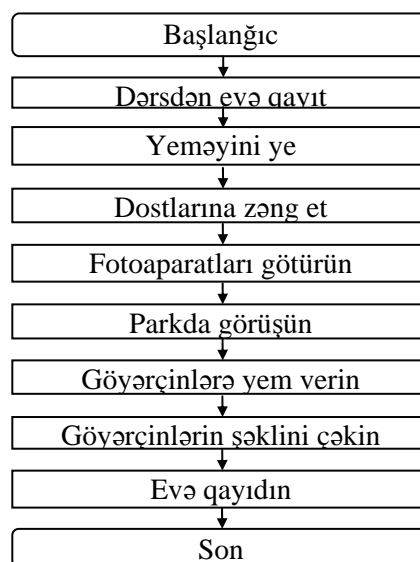 Başlanğıc
Dərsdən evə qayıt
Yeməyini ye
Dostlarına zəng et
Fotoaparatları götürün
Parkda görüşün
Göyərçinlərə yem verin
Göyərçinlərin şəklini çəkin
Evə qayıdın
Son